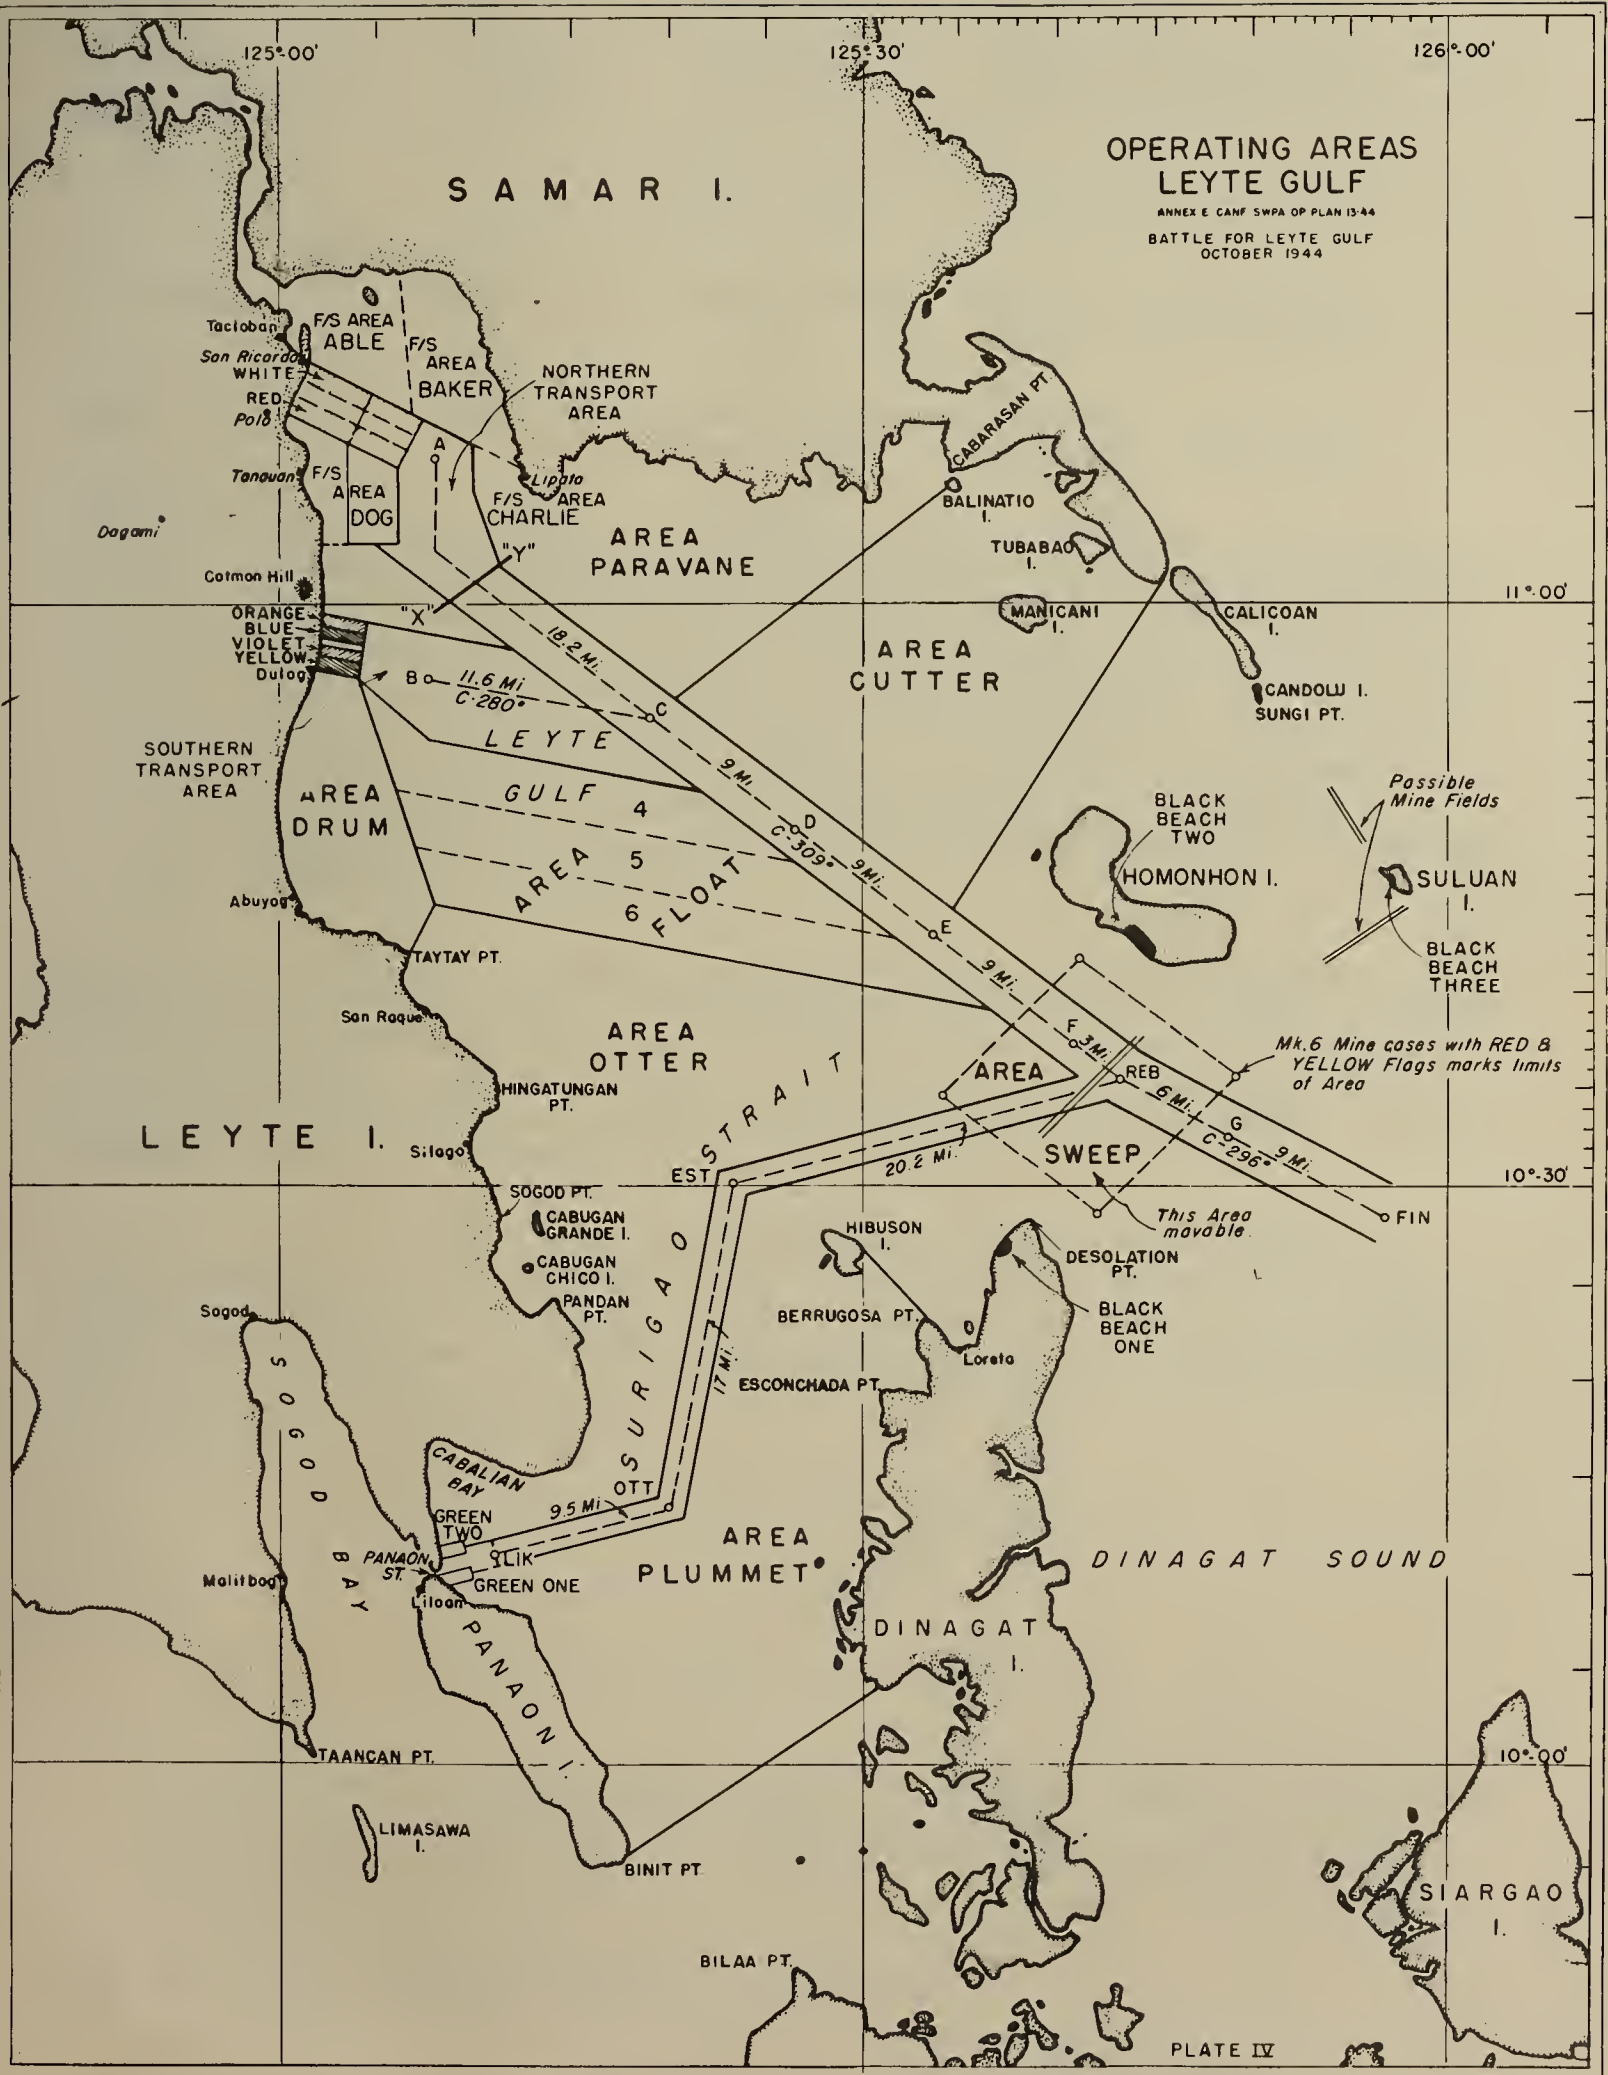 125°-00'
125°-30'
126°-00'
OPERATING AREAS
LEYTE GULF
ANNEX E CANF SWPA OP PLAN 13-44
BATTLE FOR LEYTE GULF
OCTOBER 1944
SAMAR I.
Tacloban
F/S AREA
ABLE
F/S
AREA
BAKER
San Ricardo
WHITE
RED
Polo
NORTHERN
TRANSPORT
AREA
CABARASAN PT.
A
Tanauan
F/S
AREA
DOG
Lipata
F/S AREA
CHARLIE
BALINATIO
I.
Dagami
AREA
PARAVANE
TUBABAO
I.
"Y"
Catmon Hill
11°-00'
ORANGE
BLUE
VIOLET
YELLOW
Dulag
"X"
MANICANI
I.
CALICOAN
I.
18.2 Mi.
AREA
CUTTER
B
11.6 Mi
C-280°
C
CANDOLU I.
SUNGI PT.
LEYTE
GULF
SOUTHERN
TRANSPORT
AREA
9 Mi.
Possible
Mine Fields
AREA
DRUM
4
D
C-309°
BLACK
BEACH
TWO
5
9 Mi.
AREA
FLOAT
HOMONHON I.
SULUAN
I.
Abuyog
6
E
TAYTAY PT.
BLACK
BEACH
THREE
9 Mi.
San Raque
AREA
OTTER
F
3 Mi.
Mk.6 Mine cases with RED &
YELLOW Flags marks limits
of Area
AREA
REB
HINGATUNGAN
PT.
6 Mi.
G
LEYTE I.
Silago
SURIGAO STRAIT
20.2 Mi.
SWEEP
C-296°
9 Mi.
EST
10°-30'
SOGOD PT.
CABUGAN
GRANDE I.
This Area
movable.
FIN
HIBUSON
I.
CABUGAN
CHICO I.
DESOLATION
PT.
PANDAN
PT.
Sogod
BERRUGOSA PT.
BLACK
BEACH
ONE
Loreto
17 Mi.
ESCONCHADA PT.
SOGOD BAY
CABALIAN
BAY
OTT
9.5 Mi
GREEN
TWO
AREA
PLUMMET
PANAON
ST.
LIK
DINAGAT SOUND
Malitbog
GREEN ONE
Liloan
DINAGAT
I.
PANAON I.
TAANCAN PT.
10°-00'
LIMASAWA
I.
BINIT PT.
SIARGAO
I.
BILAA PT.
PLATE IV